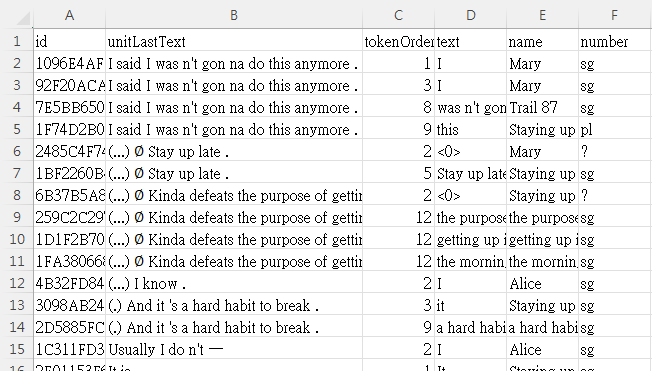 A B C D E F
1 id unitLastText tokenOrder text name number
2 1096E4AF I said I was n't gon na do this anymore . 1 I Mary sg
3 92F20ACA I said I was n't gon na do this anymore . 3 I Mary sg
4 7E5BB650 I said I was n't gon na do this anymore . 8 was n't gon Trail 87 sg
5 1F74D2B0 I said I was n't gon na do this anymore . 9 this Staying up pl
6 2485C4F74 (...) Ø Stay up late . 2 <0> Mary ?
7 1BF2260B (...) Ø Stay up late . 5 Stay up late Staying up sg
8 6B37B5A8 (...) Ø Kinda defeats the purpose of gettin 2 <0> Staying up ?
9 259C2C29 (...) Ø Kinda defeats the purpose of gettin 12 the purpose the purpose sg
10 1D1F2B70 (...) Ø Kinda defeats the purpose of gettin 12 getting up i getting up i sg
11 1FA38066 (...) Ø Kinda defeats the purpose of gettin 12 the mornin the mornin sg
12 4B32FD84 (...) I know . 2 I Alice sg
13 3098AB24 (.) And it 's a hard habit to break . 3 it Staying up sg
14 2D5885FC (.) And it 's a hard habit to break . 9 a hard habi a hard habi sg
15 1C311FD3 Usually I do n't — 2 I Alice sg
16 It is 1 It Staying up sg